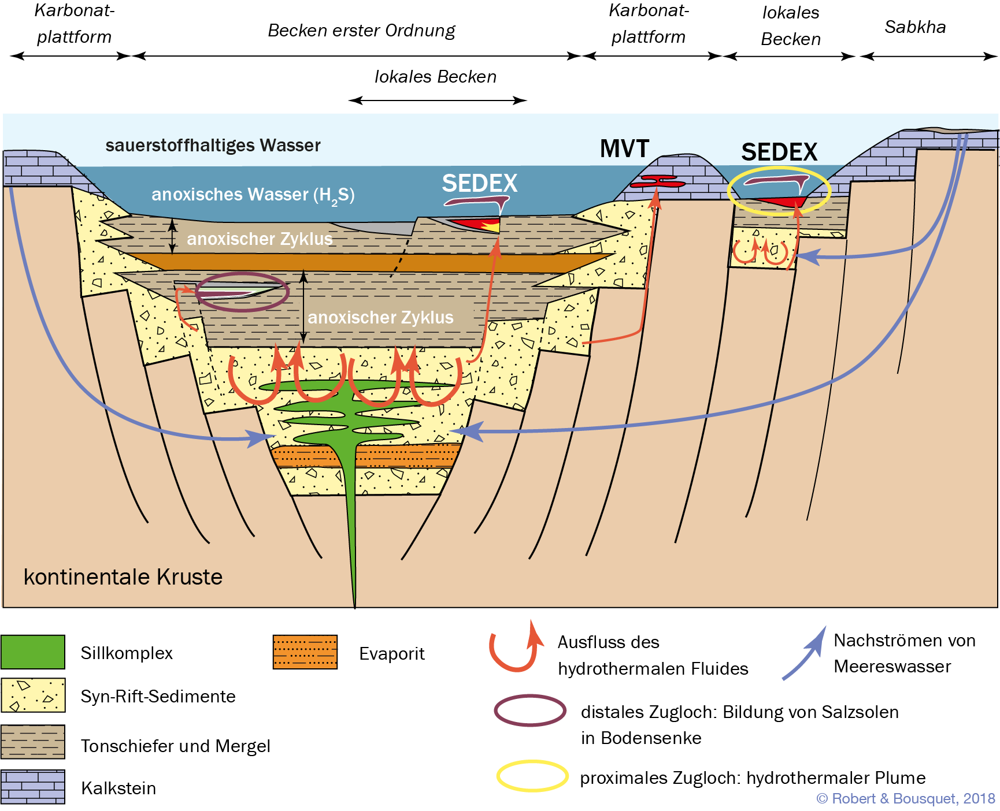 Karbonat-
plattform
Becken erster Ordnung
Karbonat-
plattform
lokales
Becken
Sabkha
lokales Becken
sauerstoffhaltiges Wasser
MVT
SEDEX
anoxisches Wasser (H₂S)
SEDEX
anoxischer Zyklus
anoxischer Zyklus
kontinentale Kruste
Sillkomplex
Syn-Rift-Sedimente
Tonschiefer und Mergel
Kalkstein
Evaporit
Ausfluss des
hydrothermalen Fluides
Nachströmen von
Meereswasser
distales Zugloch: Bildung von Salzsolen
in Bodensenke
proximales Zugloch: hydrothermaler Plume
© Robert & Bousquet, 2018